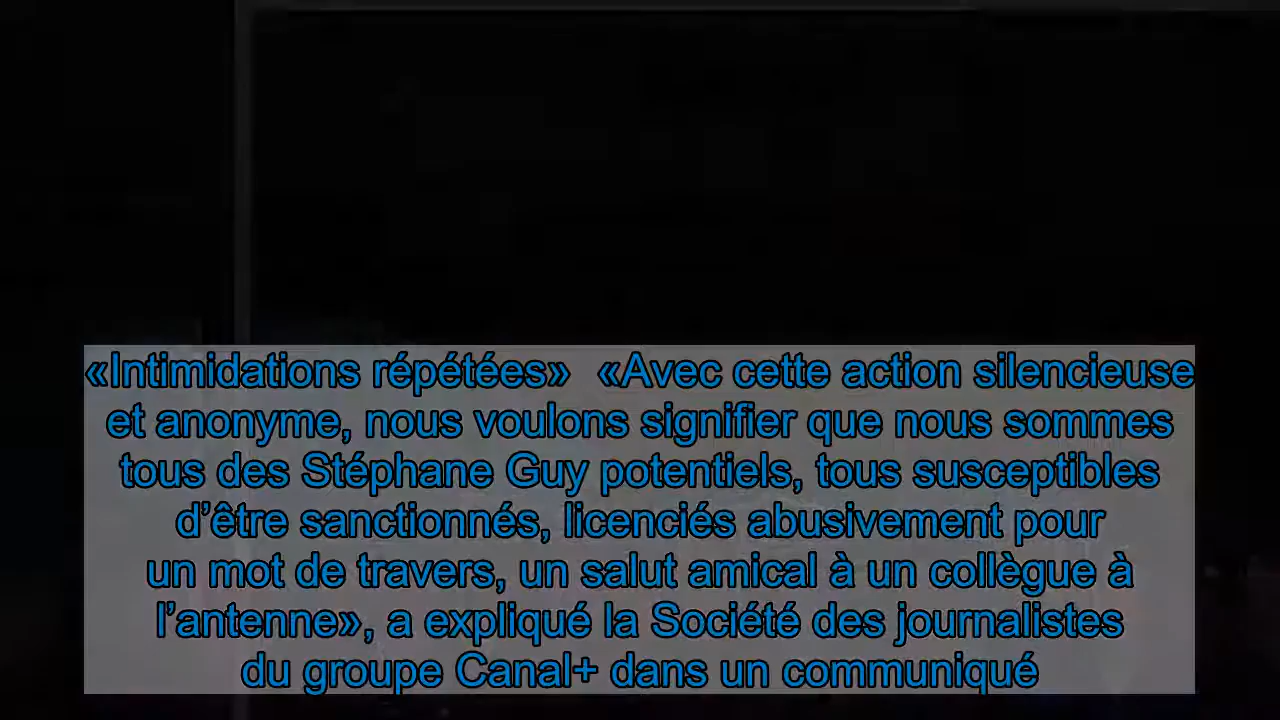 «Intimidations répétées»  «Avec cette action silencieuse
et anonyme, nous voulons signifier que nous sommes
tous des Stéphane Guy potentiels, tous susceptibles
d’être sanctionnés, licenciés abusivement pour
un mot de travers, un salut amical à un collègue à
l’antenne», a expliqué la Société des journalistes
du groupe Canal+ dans un communiqué